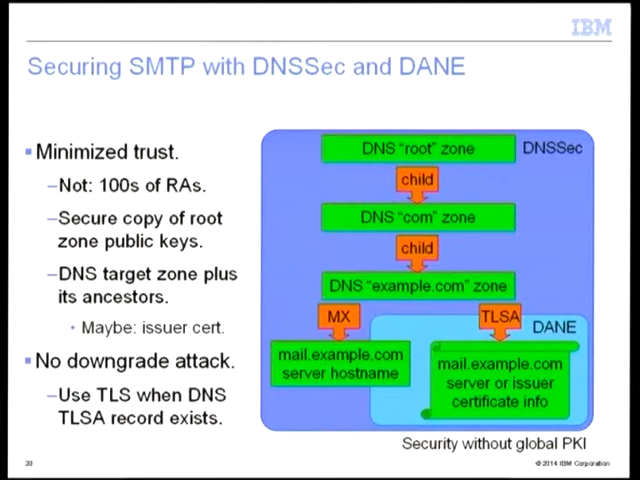 IBM
Securing SMTP with DNSSec and DANE
Minimized trust.
–Not: 100s of RAs.
–Secure copy of root
zone public keys.
–DNS target zone plus
its ancestors.
• Maybe: issuer cert.
No downgrade attack.
–Use TLS when DNS
TLSA record exists.
DNS "root" zone
DNSSec
child
DNS "com" zone
child
DNS "example.com" zone
MX
TLSA
DANE
mail.example.com
server hostname
mail.example.com
server or issuer
certificate info
Security without global PKI
20
© 2014 IBM Corporation